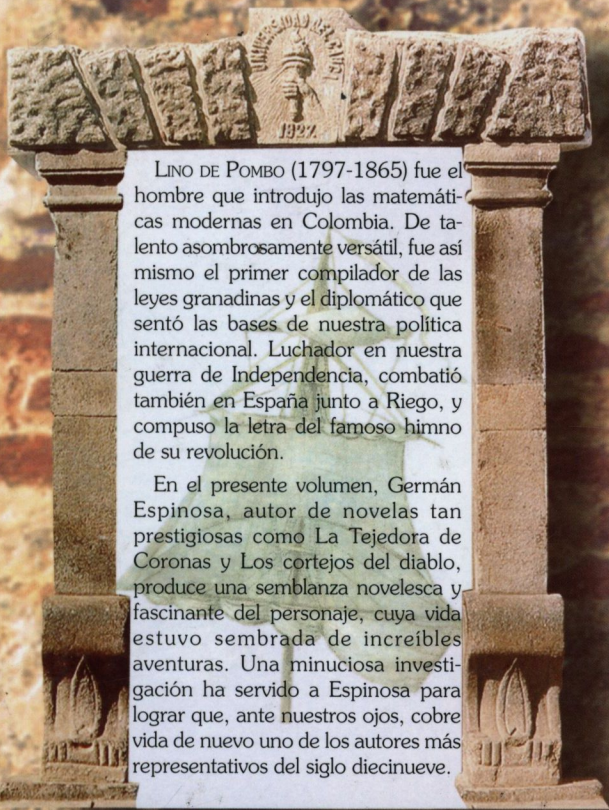 UNIVERSIDAD DEL CAUCA
1827
LINO DE POMBO (1797-1865) fue el
hombre que introdujo las matemáti-
cas modernas en Colombia. De ta-
lento asombrosamente versátil, fue así
mismo el primer compilador de las
leyes granadinas y el diplomático que
sentó las bases de nuestra política
internacional. Luchador en nuestra
guerra de Independencia, combatió
también en España junto a Riego, y
compuso la letra del famoso himno
de su revolución.
En el presente volumen, Germán
Espinosa, autor de novelas tan
prestigiosas como La Tejedora de
Coronas y Los cortejos del diablo,
produce una semblanza novelesca y
fascinante del personaje, cuya vida
estuvo sembrada de increíbles
aventuras. Una minuciosa investi-
gación ha servido a Espinosa para
lograr que, ante nuestros ojos, cobre
vida de nuevo uno de los autores más
representativos del siglo diecinueve.